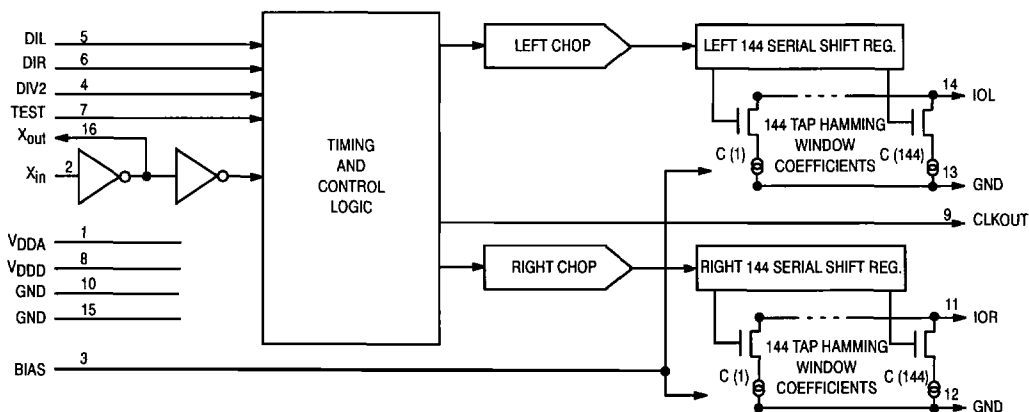 DIL 5
DIR 6
DIV2 4
TEST 7
Xout 16
Xin 2
VDDA 1
VDDD 8
GND 10
GND 15
BIAS 3
TIMING
AND
CONTROL
LOGIC
LEFT CHOP
LEFT 144 SERIAL SHIFT REG.
14 IOL
144 TAP HAMMING
WINDOW
COEFFICIENTS
C (1)
C (144)
13 GND
9 CLKOUT
RIGHT CHOP
RIGHT 144 SERIAL SHIFT REG.
11 IOR
144 TAP HAMMING
WINDOW
COEFFICIENTS
C (1)
C (144)
12 GND